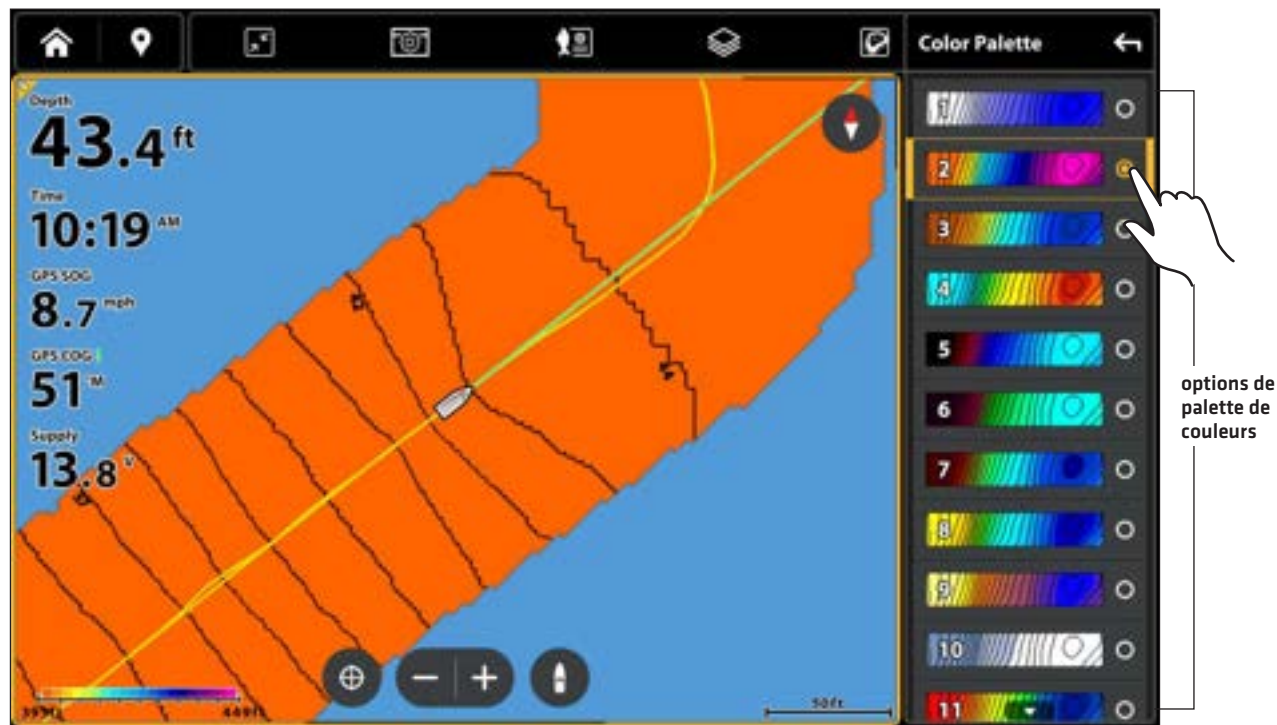 Color Palette
Depth
43.4 ft
Time
10:19 AM
GPS SOG
8.7 mph
GPS COG
51 °M
Supply
13.8 V
50ft
1
2
3
4
5
6
7
8
9
10
11
options de
palette de
couleurs